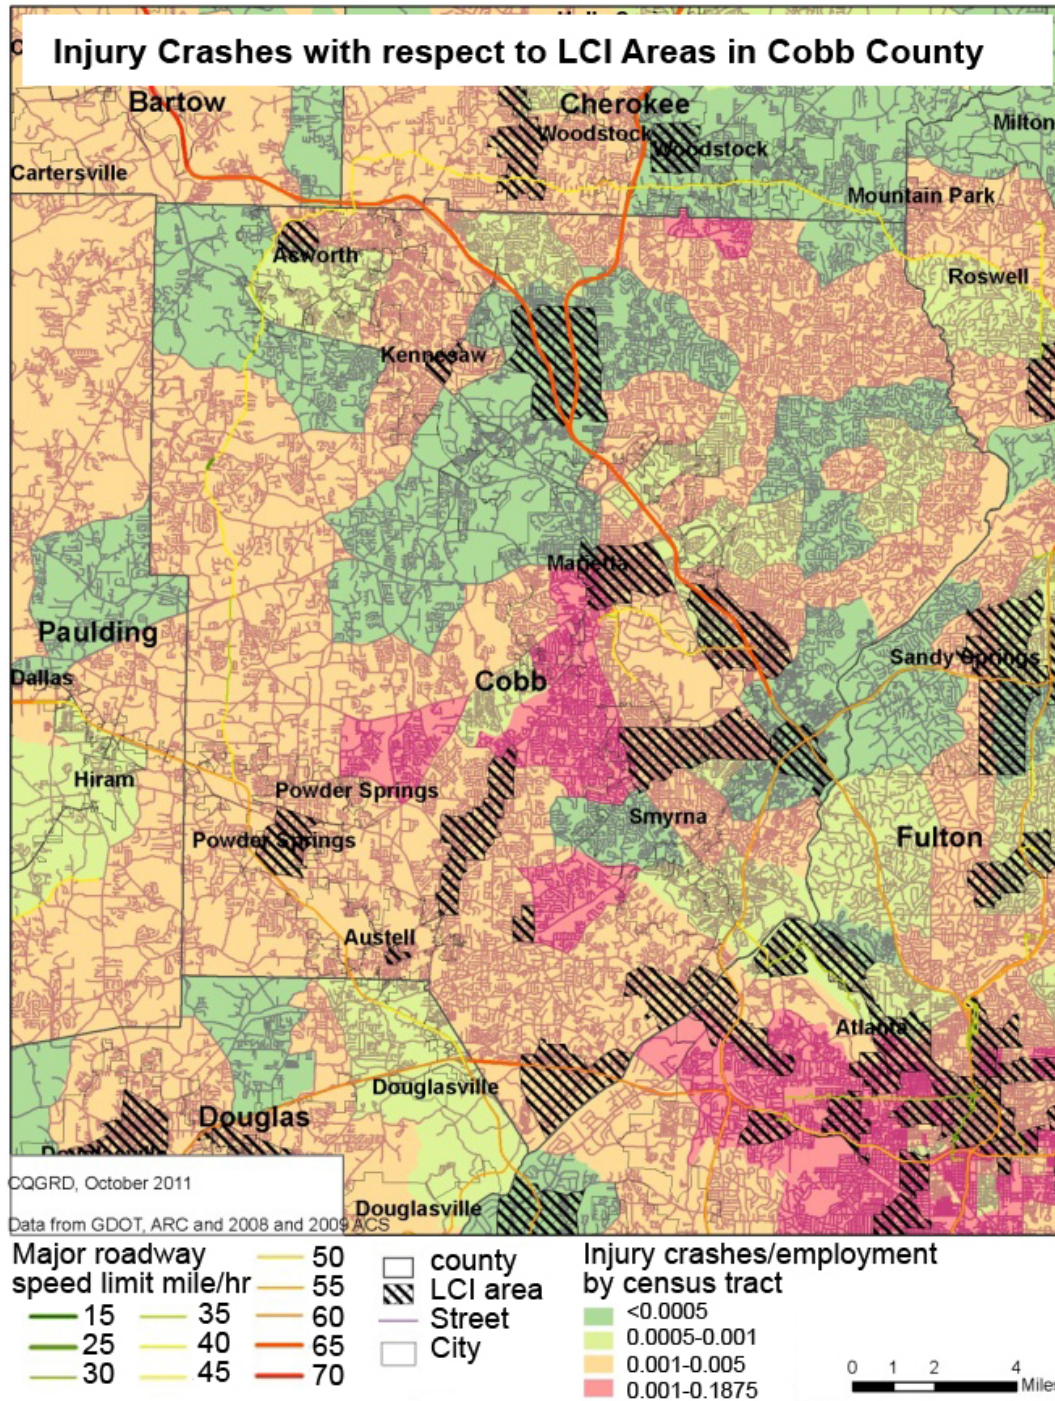 Injury Crashes with respect to LCI Areas in Cobb County
Bartow
Cherokee
Woodstock
Woodstock
Milton
Cartersville
Mountain Park
Acworth
Roswell
Kennesaw
Marietta
Paulding
Sandy Springs
Dallas
Cobb
Hiram
Powder Springs
Smyrna
Powder Springs
Fulton
Austell
Atlanta
Douglasville
Douglas
CQGRD, October 2011
Douglasville
Data from GDOT, ARC and 2008 and 2009 ACS
Major roadway
speed limit mile/hr
15
25
30
35
40
45
50
55
60
65
70
county
LCI area
Street
City
Injury crashes/employment
by census tract
<0.0005
0.0005-0.001
0.001-0.005
0.001-0.1875
0 1 2 4
Miles